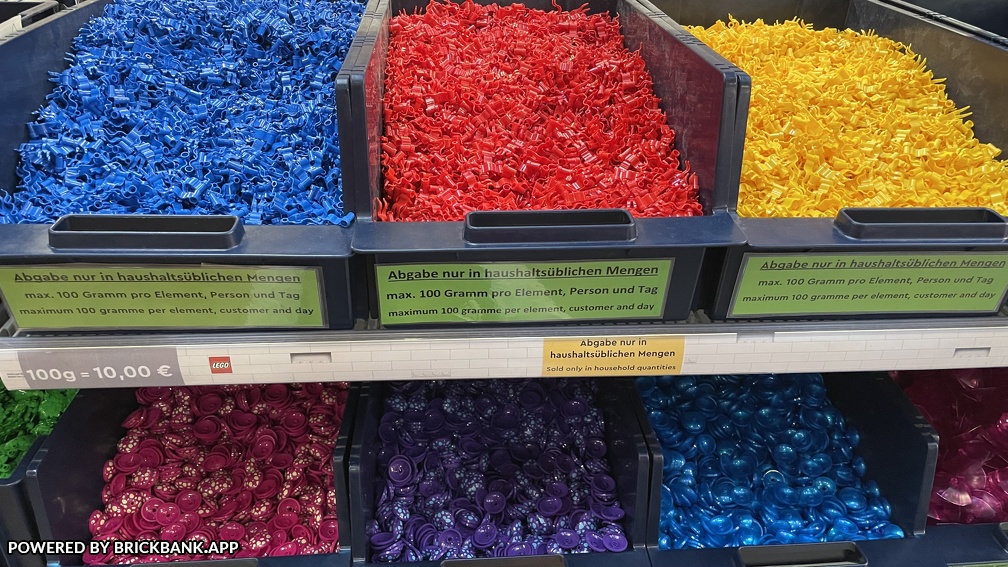 Abgabe nur in haushaltsüblichen Mengen
max. 100 Gramm pro Element, Person und Tag
maximum 100 gramme per element, customer and day
Abgabe nur in haushaltsüblichen Mengen
max. 100 Gramm pro Element, Person und Tag
maximum 100 gramme per element, customer and day
Abgabe nur in haushaltsüblichen Mengen
max. 100 Gramm pro Element, Person und Tag
maximum 100 gramme per element, customer and day
100g = 10,00 €
LEGO
Abgabe nur in
haushaltsüblichen Mengen
Sold only in household quantities
POWERED BY BRICKBANK.APP